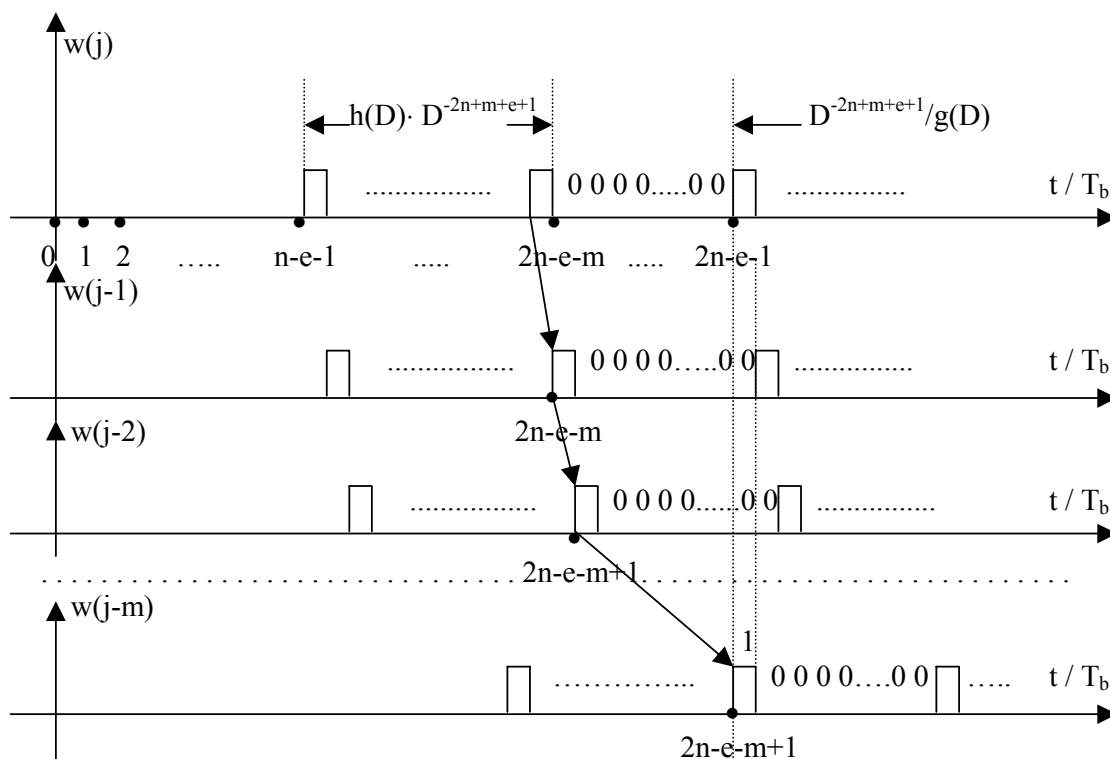 w(j)
h(D)· D^-2n+m+e+1 D^-2n+m+e+1/g(D)
................. 0 0 0 0.....0 0 ................ t / T_b
0 1 2 ….. n-e-1 ..... 2n-e-m ..... 2n-e-1
w(j-1)
................. 0 0 0 0…..0 0 ................ t / T_b
2n-e-m
w(j-2)
................. 0 0 0 0......0 0 ................ t / T_b
2n-e-m+1
w(j-m)
1
…………….. 0 0 0 0….0 0 ….. t / T_b
2n-e-m+1